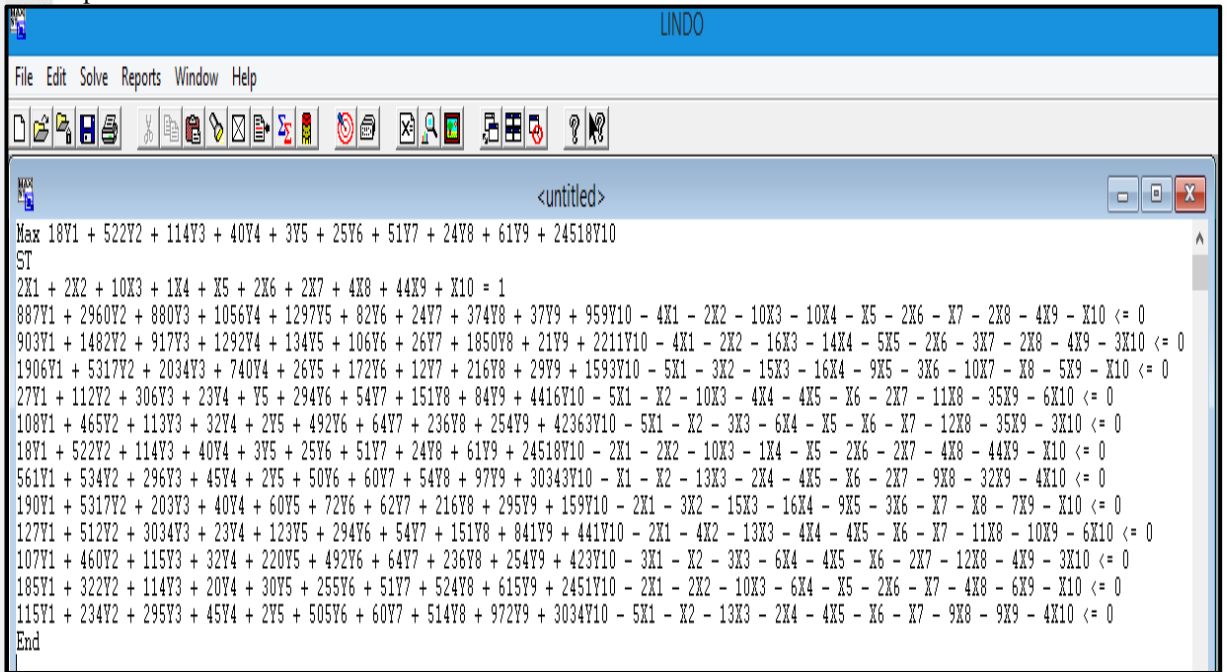 LINDO
File Edit Solve Reports Window Help
<untitled>
Max 18Y1 + 522Y2 + 114Y3 + 40Y4 + 3Y5 + 25Y6 + 51Y7 + 24Y8 + 61Y9 + 24518Y10
ST
2X1 + 2X2 + 10X3 + 1X4 + X5 + 2X6 + 2X7 + 4X8 + 44X9 + X10 = 1
887Y1 + 2960Y2 + 880Y3 + 1056Y4 + 1297Y5 + 82Y6 + 24Y7 + 374Y8 + 37Y9 + 959Y10 - 4X1 - 2X2 - 10X3 - 10X4 - X5 - 2X6 - X7 - 2X8 - 4X9 - X10 <= 0
903Y1 + 1482Y2 + 917Y3 + 1292Y4 + 134Y5 + 106Y6 + 26Y7 + 1850Y8 + 21Y9 + 2211Y10 - 4X1 - 2X2 - 16X3 - 14X4 - 5X5 - 2X6 - 3X7 - 2X8 - 4X9 - 3X10 <= 0
1906Y1 + 5317Y2 + 2034Y3 + 740Y4 + 26Y5 + 172Y6 + 12Y7 + 216Y8 + 29Y9 + 1593Y10 - 5X1 - 3X2 - 15X3 - 16X4 - 9X5 - 3X6 - 10X7 - X8 - 5X9 - X10 <= 0
27Y1 + 112Y2 + 306Y3 + 23Y4 + Y5 + 294Y6 + 54Y7 + 151Y8 + 84Y9 + 4416Y10 - 5X1 - X2 - 10X3 - 4X4 - 4X5 - X6 - 2X7 - 11X8 - 35X9 - 6X10 <= 0
108Y1 + 465Y2 + 113Y3 + 32Y4 + 2Y5 + 492Y6 + 64Y7 + 236Y8 + 254Y9 + 42363Y10 - 5X1 - X2 - 3X3 - 6X4 - X5 - X6 - X7 - 12X8 - 35X9 - 3X10 <= 0
18Y1 + 522Y2 + 114Y3 + 40Y4 + 3Y5 + 25Y6 + 51Y7 + 24Y8 + 61Y9 + 24518Y10 - 2X1 - 2X2 - 10X3 - 1X4 - X5 - 2X6 - 2X7 - 4X8 - 44X9 - X10 <= 0
561Y1 + 534Y2 + 296Y3 + 45Y4 + 2Y5 + 50Y6 + 60Y7 + 54Y8 + 97Y9 + 30343Y10 - X1 - X2 - 13X3 - 2X4 - 4X5 - X6 - 2X7 - 9X8 - 32X9 - 4X10 <= 0
190Y1 + 5317Y2 + 203Y3 + 40Y4 + 60Y5 + 72Y6 + 62Y7 + 216Y8 + 295Y9 + 159Y10 - 2X1 - 3X2 - 15X3 - 16X4 - 9X5 - 3X6 - X7 - X8 - 7X9 - X10 <= 0
127Y1 + 512Y2 + 3034Y3 + 23Y4 + 123Y5 + 294Y6 + 54Y7 + 151Y8 + 841Y9 + 441Y10 - 2X1 - 4X2 - 13X3 - 4X4 - 4X5 - X6 - X7 - 11X8 - 10X9 - 6X10 <= 0
107Y1 + 460Y2 + 115Y3 + 32Y4 + 220Y5 + 492Y6 + 64Y7 + 236Y8 + 254Y9 + 423Y10 - 3X1 - X2 - 3X3 - 6X4 - 4X5 - X6 - 2X7 - 12X8 - 4X9 - 3X10 <= 0
185Y1 + 322Y2 + 114Y3 + 20Y4 + 30Y5 + 255Y6 + 51Y7 + 524Y8 + 615Y9 + 2451Y10 - 2X1 - 2X2 - 10X3 - 6X4 - X5 - 2X6 - X7 - 4X8 - 6X9 - X10 <= 0
115Y1 + 234Y2 + 295Y3 + 45Y4 + 2Y5 + 505Y6 + 60Y7 + 514Y8 + 972Y9 + 3034Y10 - 5X1 - X2 - 13X3 - 2X4 - 4X5 - X6 - X7 - 9X8 - 9X9 - 4X10 <= 0
End